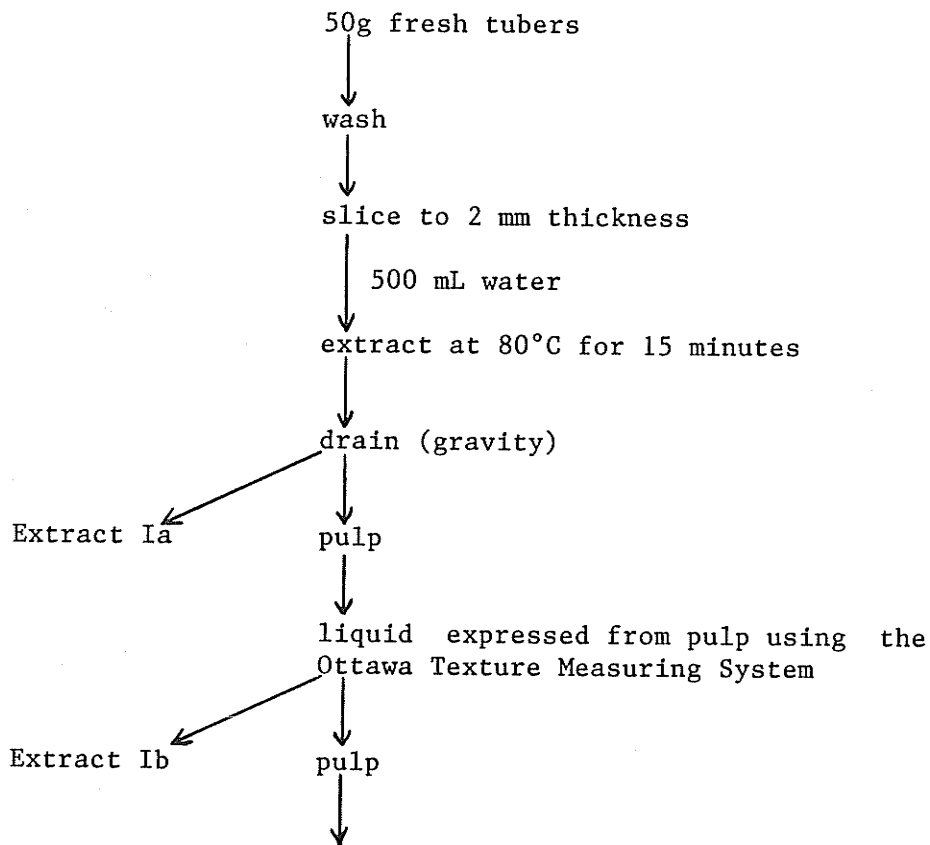 50g fresh tubers
wash
slice to 2 mm thickness
500 mL water
extract at 80°C for 15 minutes
drain (gravity)
Extract Ia
pulp
liquid expressed from pulp using the
Ottawa Texture Measuring System
Extract Ib
pulp